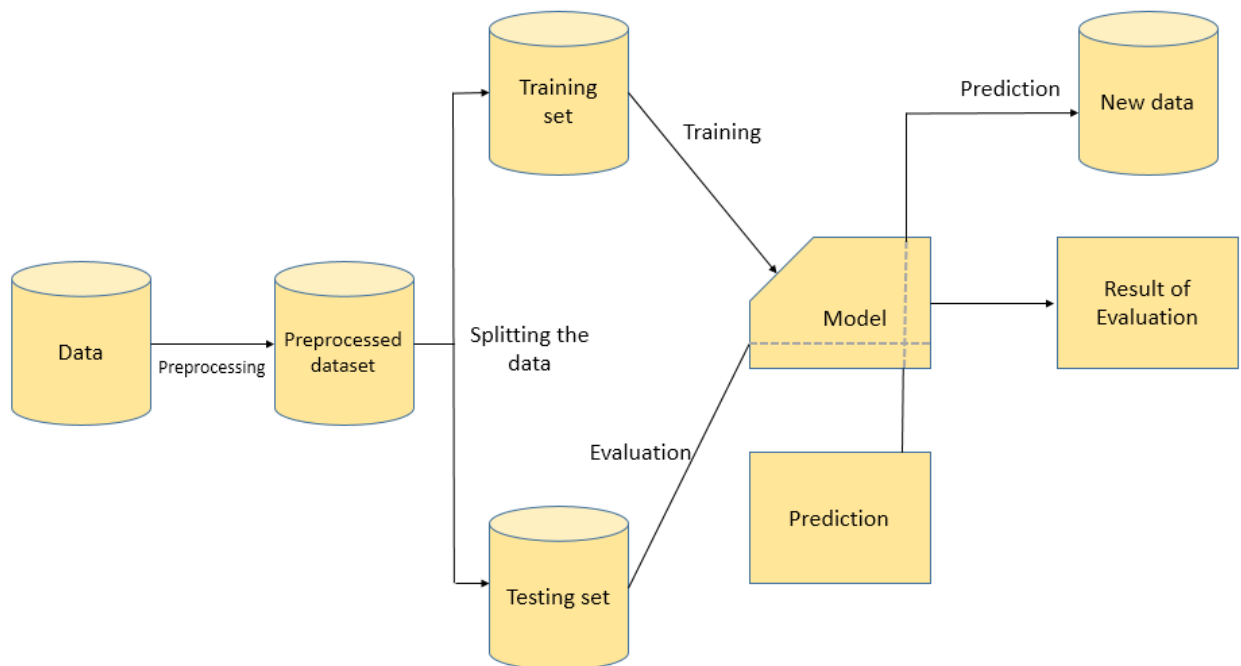 Data
Preprocessing
Preprocessed
dataset
Splitting the
data
Training
set
Training
Testing set
Evaluation
Model
Prediction
New data
Result of
Evaluation
Prediction